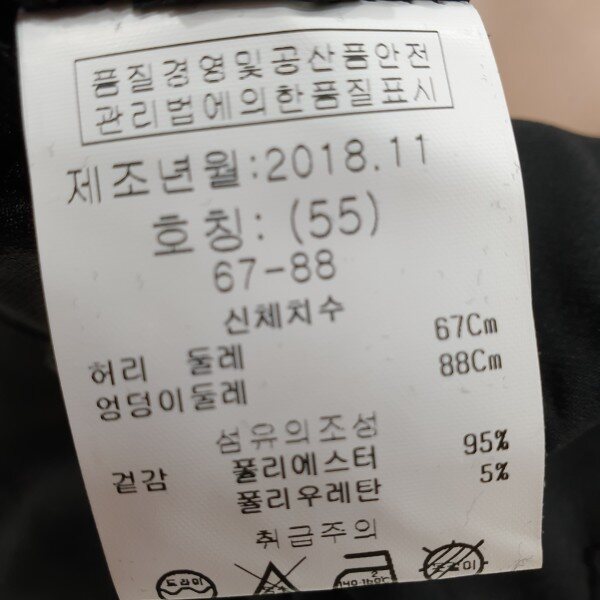 품질경영및공산품안전
관리법에의한품질표시
제조년월:2018.11
호칭: (55)
67-88
신체치수
허리 둘레 67Cm
엉덩이둘레 88Cm
섬유의조성
겉감 폴리에스터 95%
폴리우레탄 5%
취급주의
드라이